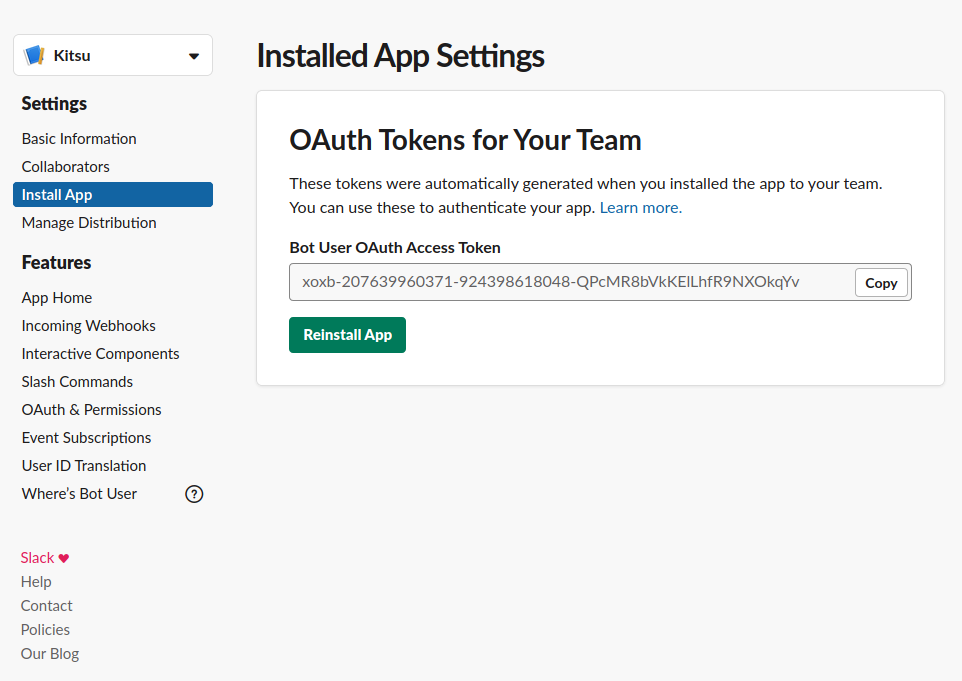 Kitsu
Settings
Basic Information
Collaborators
Install App
Manage Distribution
Features
App Home
Incoming Webhooks
Interactive Components
Slash Commands
OAuth & Permissions
Event Subscriptions
User ID Translation
Where's Bot User
?
Slack ♥
Help
Contact
Policies
Our Blog
Installed App Settings
OAuth Tokens for Your Team
These tokens were automatically generated when you installed the app to your team.
You can use these to authenticate your app. Learn more.
Bot User OAuth Access Token
xoxb-207639960371-924398618048-QPcMR8bVkKElLhfR9NXOkqYv
Copy
Reinstall App